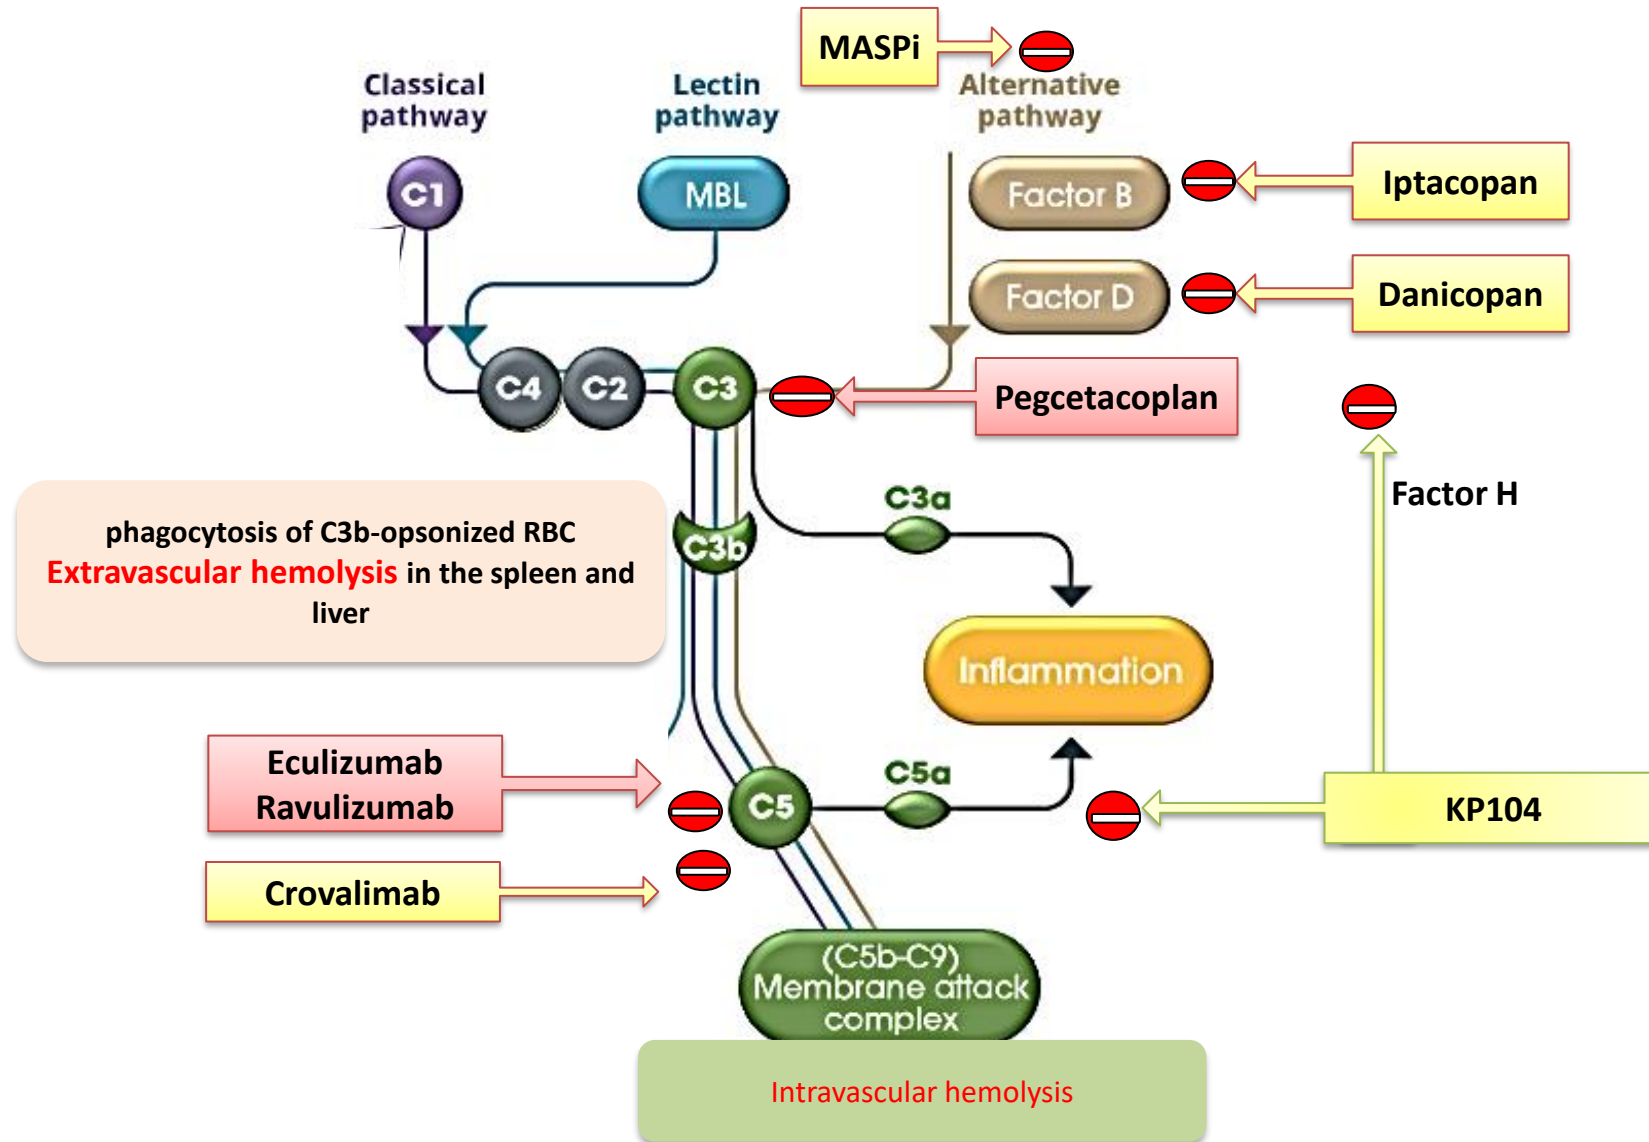 MASPi
Classical
pathway
Lectin
pathway
Alternative
pathway
C1
MBL
Factor B
Iptacopan
Factor D
Danicopan
C4
C2
C3
Pegcetacoplan
Factor H
C3a
phagocytosis of C3b-opsonized RBC
Extravascular hemolysis in the spleen and
liver
C3b
Inflammation
Eculizumab
Ravulizumab
C5a
C5
KP104
Crovalimab
(C5b-C9)
Membrane attack
complex
Intravascular hemolysis